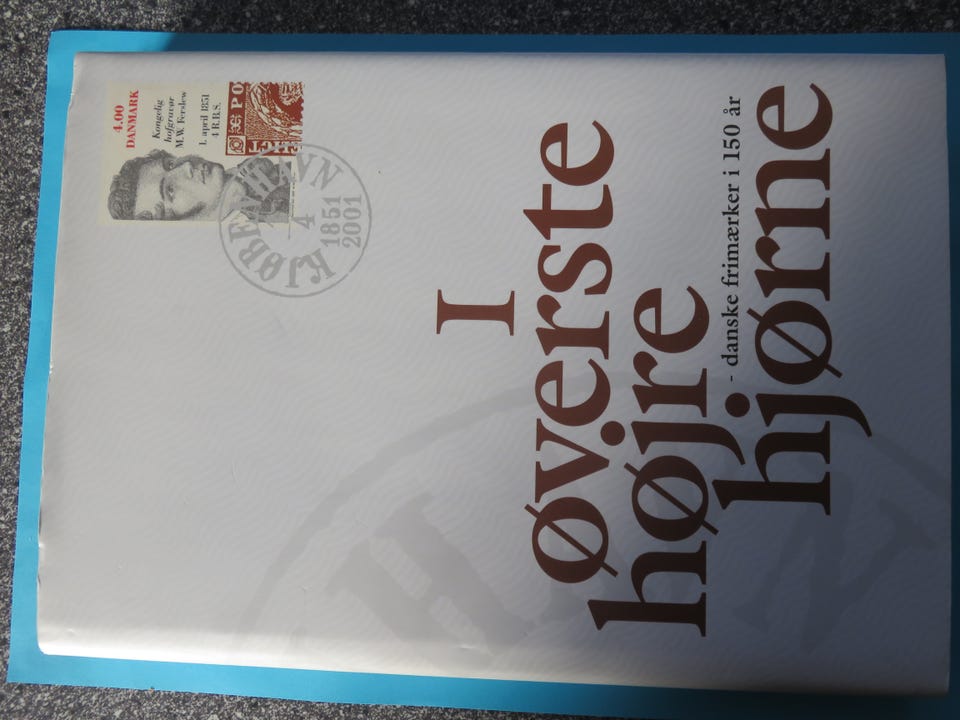 4.00
DANMARK
Kongelig
hofgravør
M.W. Ferslew
1. april 1851
4 R.B.S.
KJØBENHAVN
4
1851
2001
I
øverste
højre
- danske frimærker i 150 år
hjørne